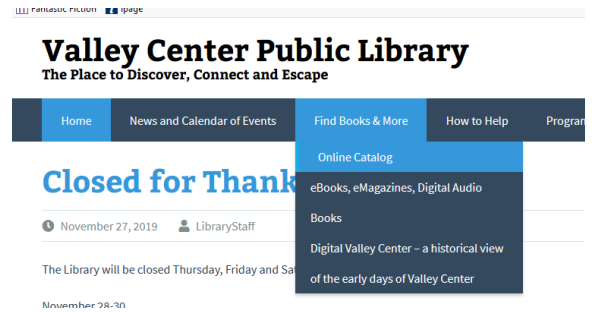 Fantastic Fiction Ipage
Valley Center Public Library
The Place to Discover, Connect and Escape
Home News and Calendar of Events Find Books & More How to Help Program
Online Catalog
eBooks, eMagazines, Digital Audio
Books
Digital Valley Center – a historical view
of the early days of Valley Center
Closed for Thank
November 27, 2019 LibraryStaff
The Library will be closed Thursday, Friday and Sat
November 28-30